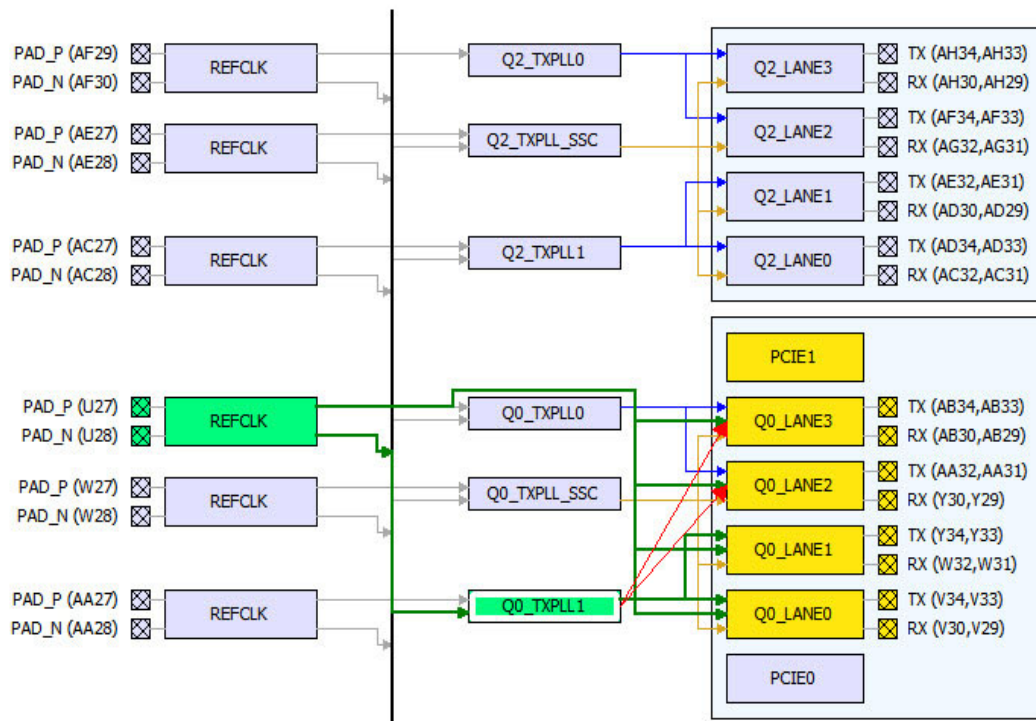 PAD_P (AF29)
PAD_N (AF30)
REFCLK
Q2_TXPLL0
Q2_LANE3
TX (AH34,AH33)
RX (AH30,AH29)
PAD_P (AE27)
PAD_N (AE28)
REFCLK
Q2_TXPLL_SSC
Q2_LANE2
TX (AF34,AF33)
RX (AG32,AG31)
Q2_LANE1
TX (AE32,AE31)
RX (AD30,AD29)
PAD_P (AC27)
PAD_N (AC28)
REFCLK
Q2_TXPLL1
Q2_LANE0
TX (AD34,AD33)
RX (AC32,AC31)
PCIE1
PAD_P (U27)
PAD_N (U28)
REFCLK
Q0_TXPLL0
Q0_LANE3
TX (AB34,AB33)
RX (AB30,AB29)
PAD_P (W27)
PAD_N (W28)
REFCLK
Q0_TXPLL_SSC
Q0_LANE2
TX (AA32,AA31)
RX (Y30,Y29)
Q0_LANE1
TX (Y34,Y33)
RX (W32,W31)
PAD_P (AA27)
PAD_N (AA28)
REFCLK
Q0_TXPLL1
Q0_LANE0
TX (V34,V33)
RX (V30,V29)
PCIE0